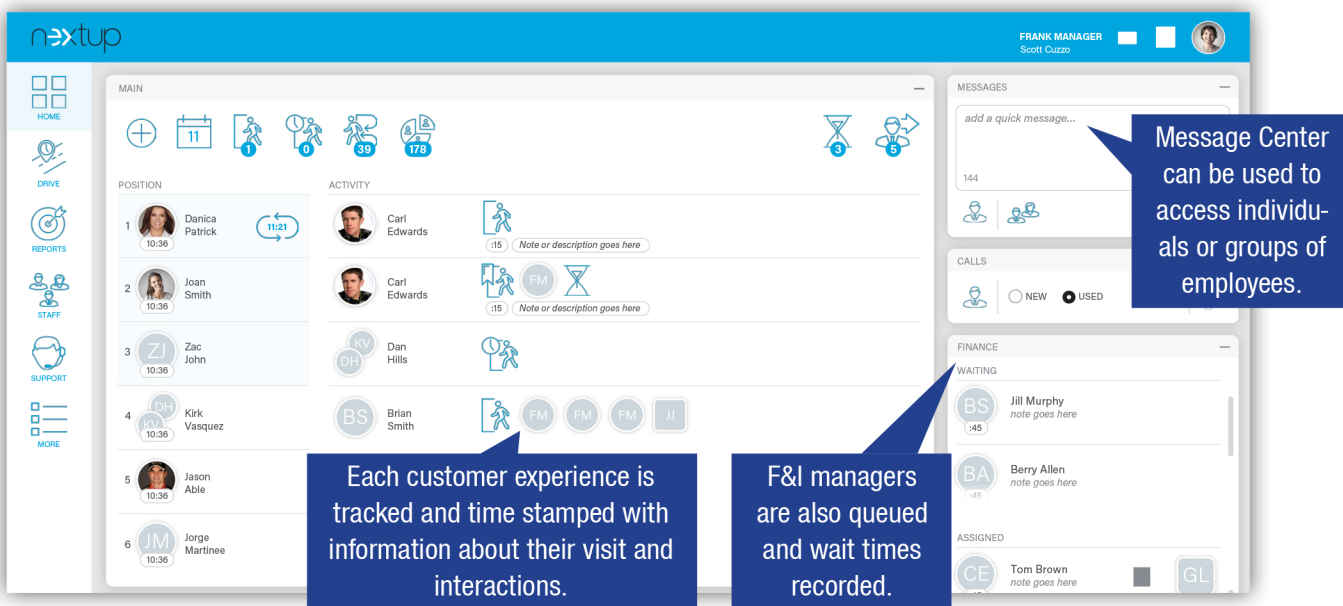 nextup
FRANK MANAGER
Scott Cuzzo
HOME
DRIVE
REPORTS
STAFF
SUPPORT
MORE
MAIN
11
1
0
39
178
3
5
POSITION
1
Danica
Patrick
10:36
11:21
2
Joan
Smith
10:36
3
ZJ
Zac
John
10:36
4
DH
KV
Kirk
Vasquez
10:36
5
Jason
Able
10:36
6
JM
Jorge
Martinee
10:36
ACTIVITY
Carl
Edwards
:15
Note or description goes here
Carl
Edwards
FM
:15
Note or description goes here
KV
DH
Dan
Hills
BS
Brian
Smith
FM
FM
FM
JJ
Each customer experience is
tracked and time stamped with
information about their visit and
interactions.
MESSAGES
add a quick message...
144
Message Center
can be used to
access individu-
als or groups of
employees.
CALLS
NEW
USED
FINANCE
WAITING
BS
Jill Murphy
note goes here
:45
BA
Berry Allen
note goes here
:45
ASSIGNED
CE
Tom Brown
note goes here
GL
F&I managers
are also queued
and wait times
recorded.